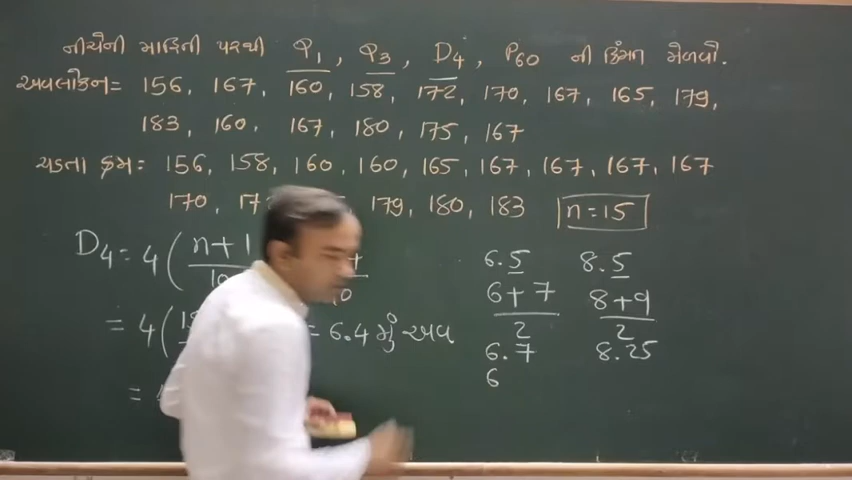 નીચેની માહિતી પરથી Q₁, Q₃, D₄, P₆₀ ની કિંમત મેળવો.
અવલોકન= 156, 167, 160, 158, 172, 170, 167, 165, 179,
183, 160, 167, 180, 175, 167
ચડતા ક્રમ= 156, 158, 160, 160, 165, 167, 167, 167, 167
170, 179, 180, 183 n=15
D₄= 4 ( n+1
6.5 8.5
6+7 8+9
2 2
= 4 ( = 6.4 મું અવ
6.7 8.25
6
=